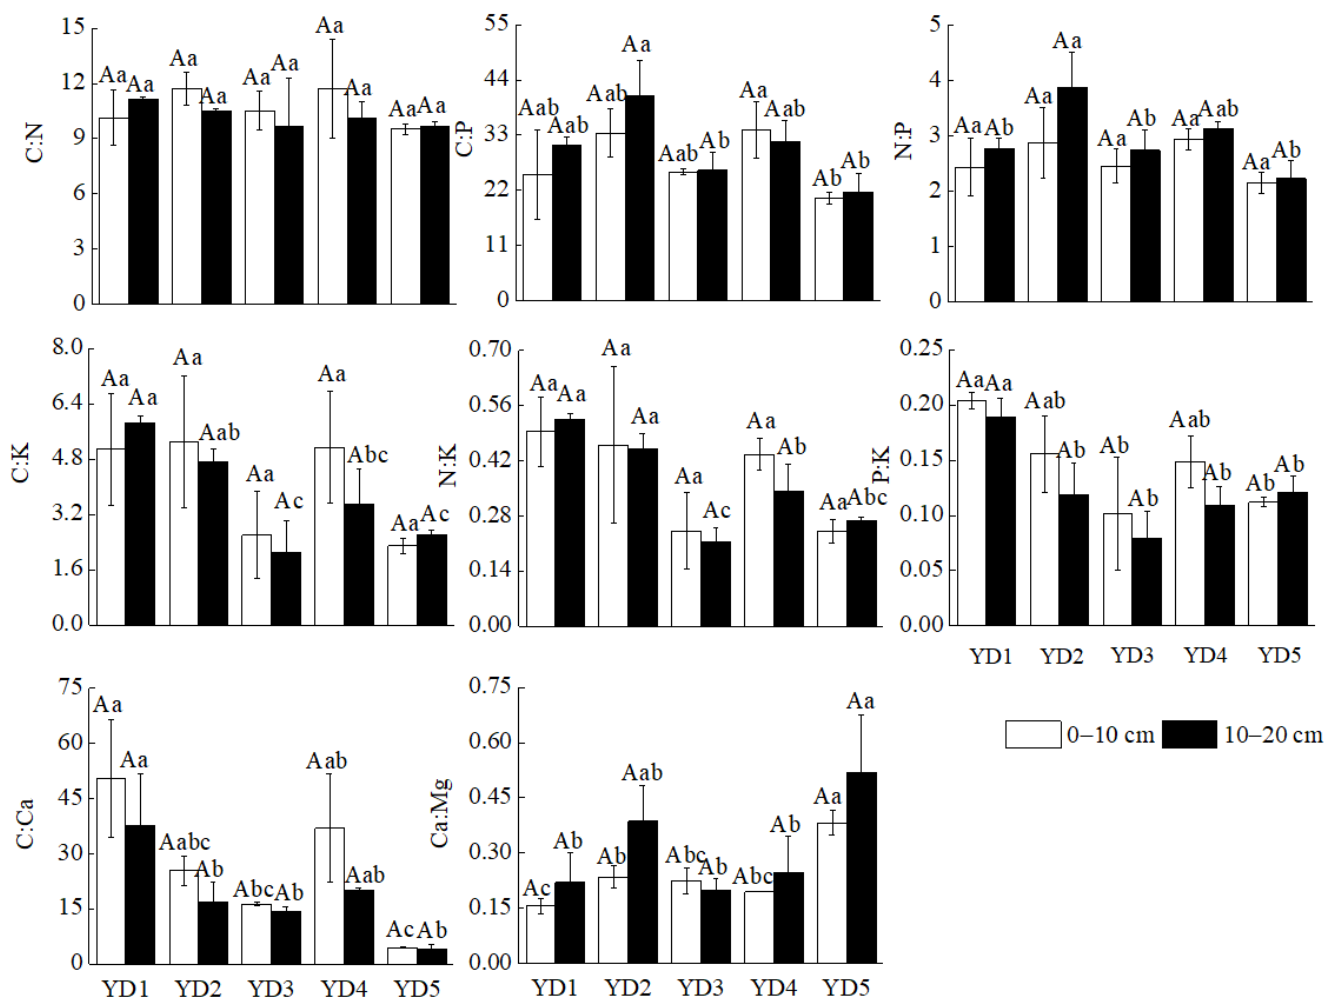 C:N
15
12
9
6
3
0
Aa Aa Aa Aa Aa Aa Aa Aa Aa Aa
C:P
55
44
33
22
11
0
Aab Aab Aab Aa Aab Ab Aa Aab Ab Ab
N:P
5
4
3
2
1
0
Aa Ab Aa Aa Aa Ab Aa Aab Aa Ab
C:K
8.0
6.4
4.8
3.2
1.6
0.0
Aa Aa Aa Aab Aa Ac Aa Abc Aa Ac
N:K
0.70
0.56
0.42
0.28
0.14
0.00
Aa Aa Aa Aa Aa Ac Aa Ab Aa Abc
P:K
0.25
0.20
0.15
0.10
0.05
0.00
Aa Aa Aab Ab Ab Ab Aab Ab Ab Ab
YD1 YD2 YD3 YD4 YD5
C:Ca
75
60
45
30
15
0
Aa Aa Aabc Ab Abc Ab Aab Aab Ac Ab
YD1 YD2 YD3 YD4 YD5
Ca:Mg
0.75
0.60
0.45
0.30
0.15
0.00
Ac Ab Ab Aab Abc Ab Abc Ab Aa Aa
YD1 YD2 YD3 YD4 YD5
0–10 cm 10–20 cm